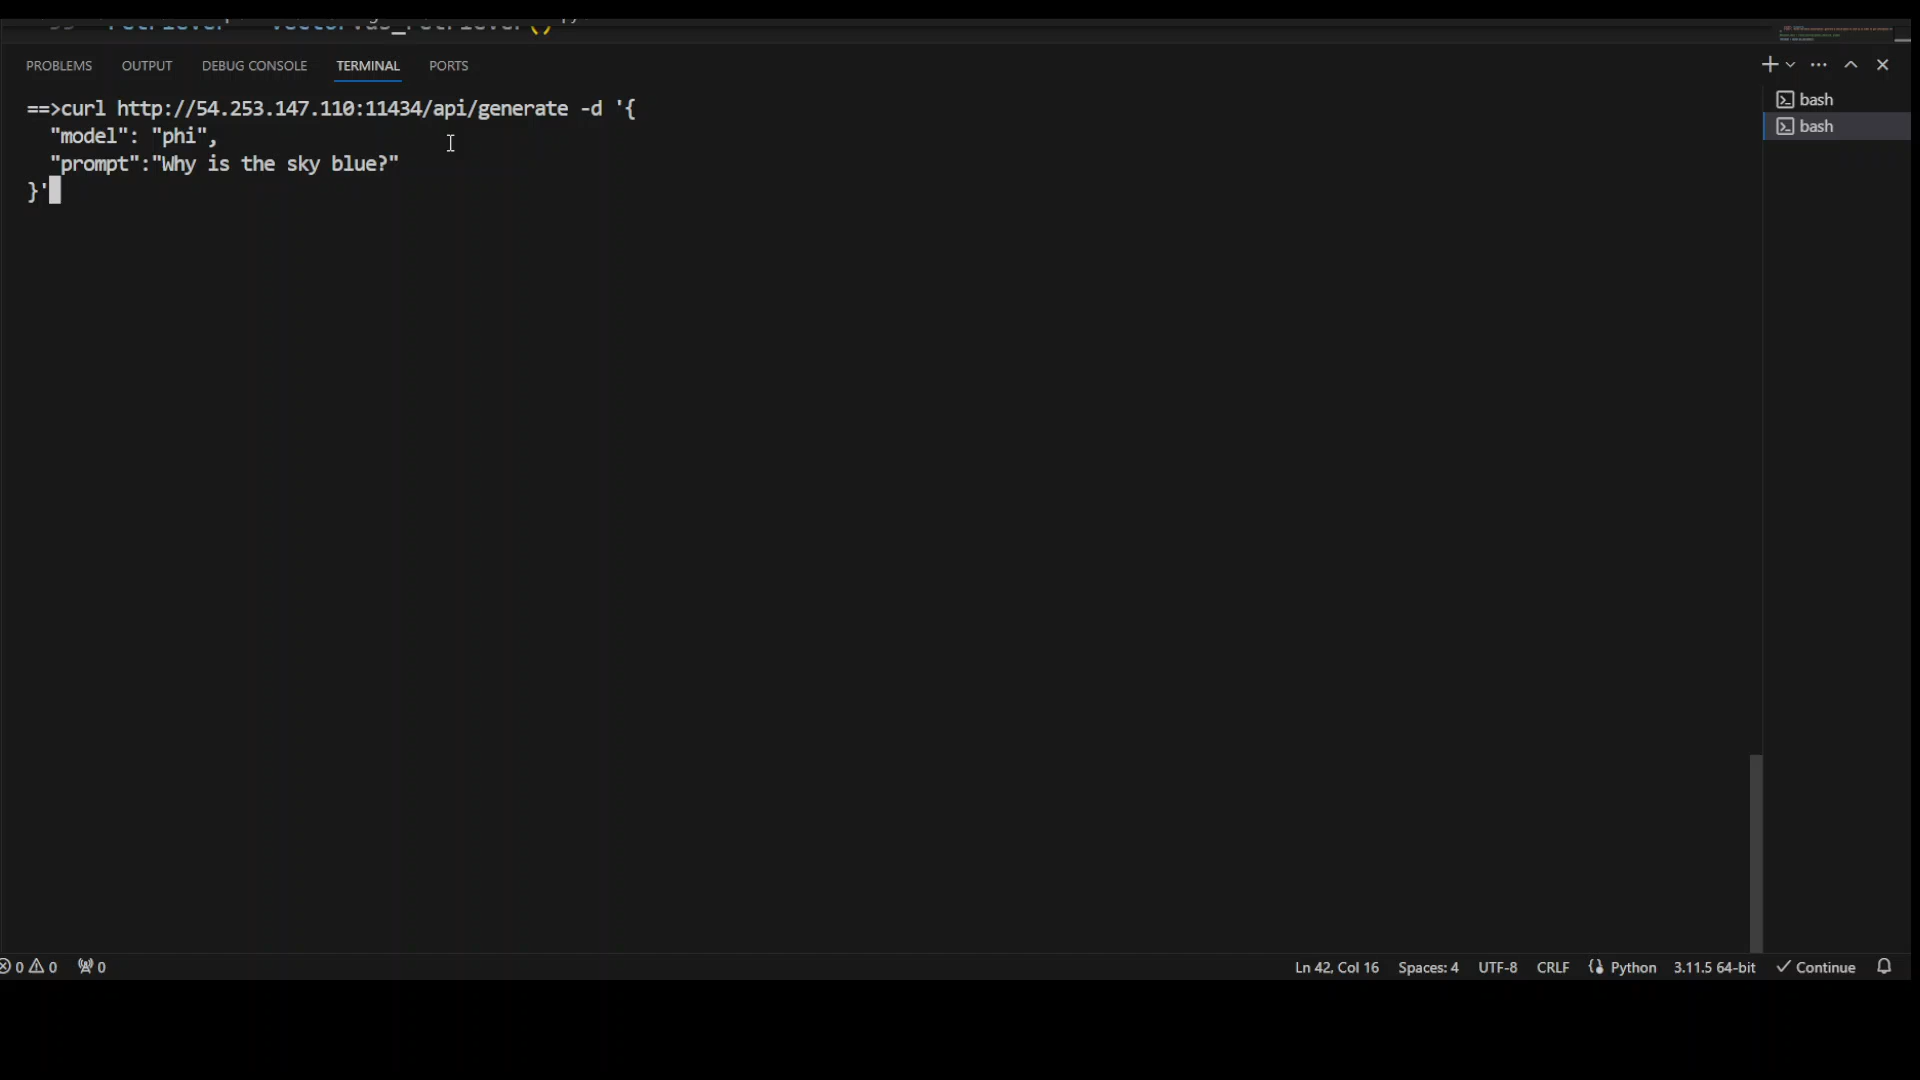 PROBLEMS OUTPUT DEBUG CONSOLE TERMINAL PORTS
==>curl http://54.253.147.110:11434/api/generate -d '{
"model": "phi",
"prompt":"Why is the sky blue?"
}'
bash
bash
0 0 0
Ln 42, Col 16 Spaces: 4 UTF-8 CRLF Python 3.11.5 64-bit Continue